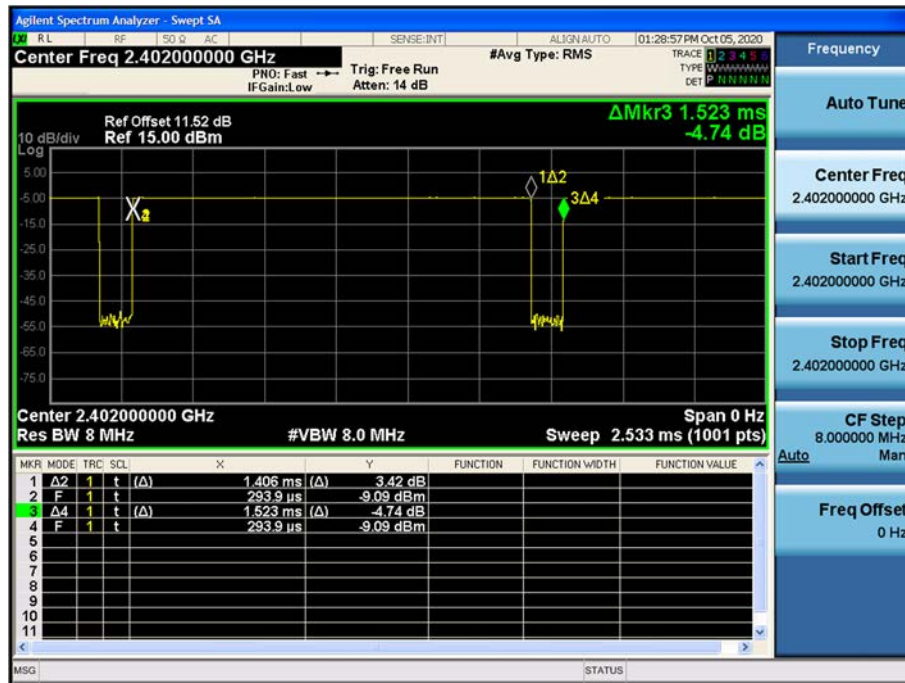 Agilent Spectrum Analyzer - Swept SA
LXI RL RF 50 Ω AC SENSE:INT ALIGN AUTO 01:28:57 PM Oct 05, 2020
Center Freq 2.402000000 GHz #Avg Type: RMS TRACE 1 2 3 4 5 6
PNO: Fast Trig: Free Run TYPE WWWWWW
IFGain:Low Atten: 14 dB DET P N N N N N
ΔMkr3 1.523 ms
-4.74 dB
Ref Offset 11.52 dB
10 dB/div Ref 15.00 dBm
Log
5.00
-5.00
-15.0
-25.0
-35.0
-45.0
-55.0
-65.0
-75.0
1Δ2
3Δ4
Center 2.402000000 GHz Span 0 Hz
Res BW 8 MHz #VBW 8.0 MHz Sweep 2.533 ms (1001 pts)
MKR MODE TRC SCL X Y FUNCTION FUNCTION WIDTH FUNCTION VALUE
1 Δ2 1 t (Δ) 1.406 ms (Δ) 3.42 dB
2 F 1 t 293.9 µs -9.09 dBm
3 Δ4 1 t (Δ) 1.523 ms (Δ) -4.74 dB
4 F 1 t 293.9 µs -9.09 dBm
5
6
7
8
9
10
11
MSG STATUS
Frequency
Auto Tune
Center Freq
2.402000000 GHz
Start Freq
2.402000000 GHz
Stop Freq
2.402000000 GHz
CF Step
8.000000 MHz
Auto Man
Freq Offset
0 Hz